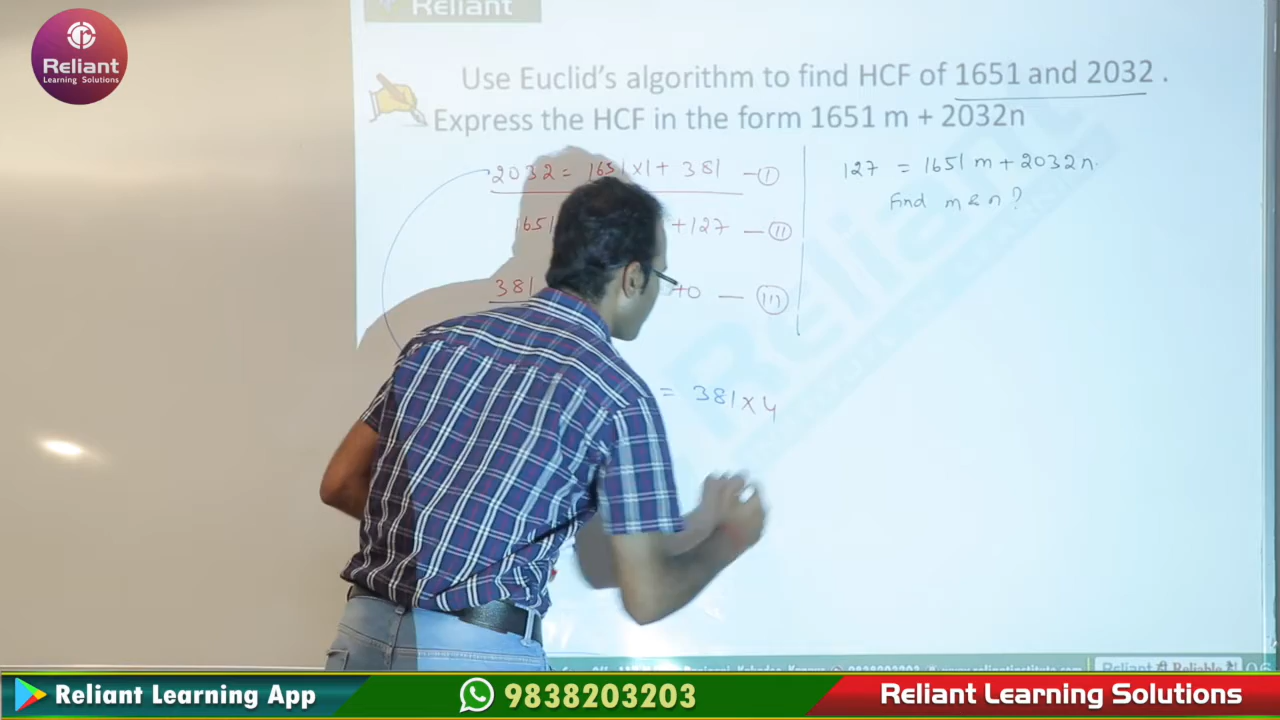 Reliant
Reliant
Learning Solutions
Use Euclid's algorithm to find HCF of 1651 and 2032 .
Express the HCF in the form 1651 m + 2032n
2032 = 1651 x 1 + 381 — I
1651 +127 — II
381 +0 — III
127 = 1651 m + 2032 n.
Find m & n ?
= 381 x 4
Reliant
Reliant Learning App
9838203203
Reliant Learning Solutions